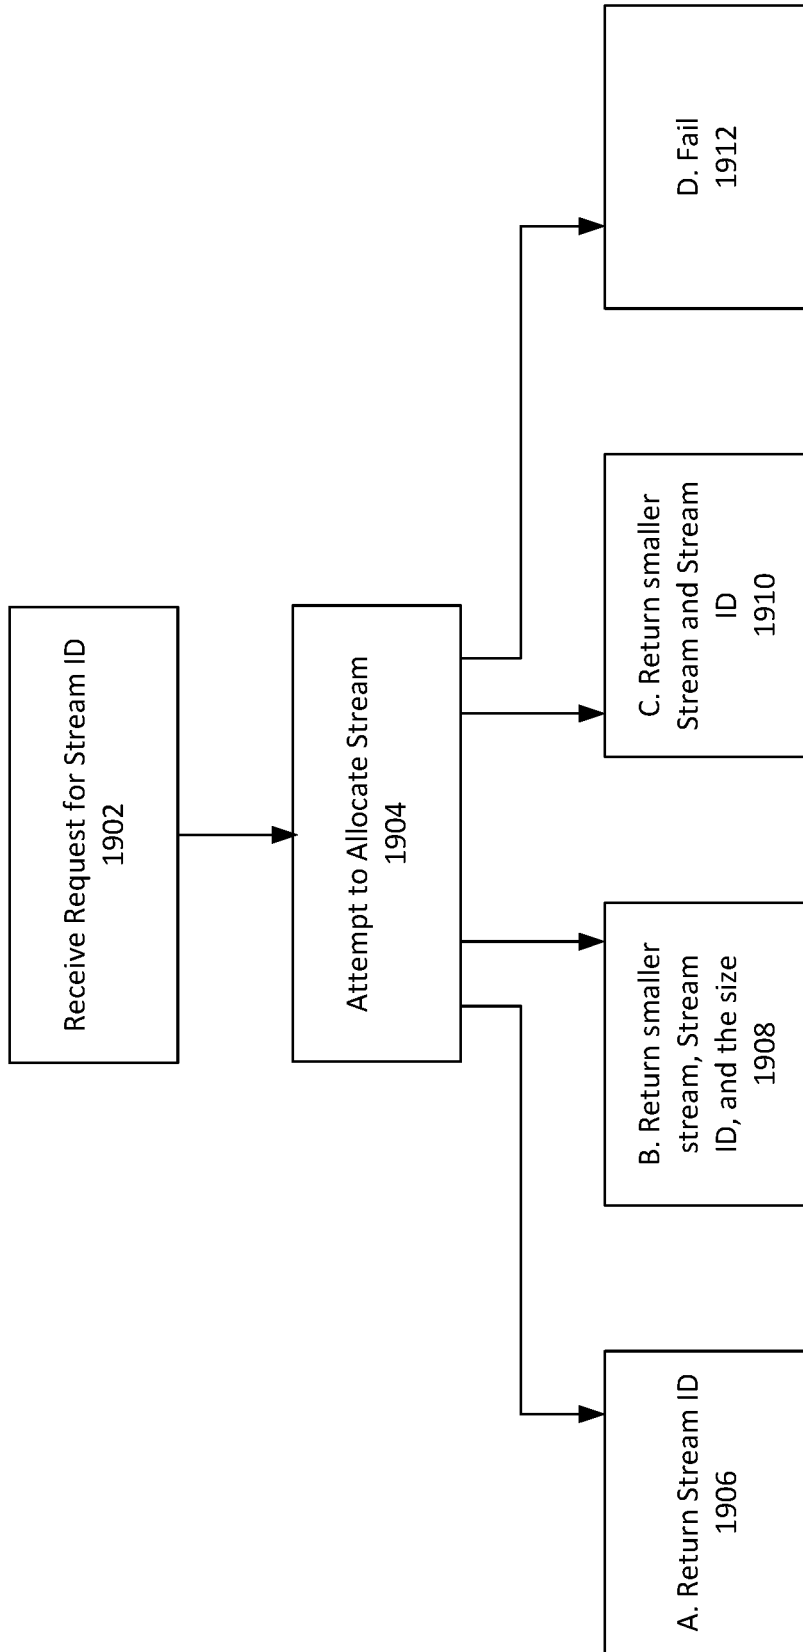 Receive Request for Stream ID
1902
Attempt to Allocate Stream
1904
A. Return Stream ID
1906
B. Return smaller
stream, Stream
ID, and the size
1908
C. Return smaller
Stream and Stream
ID
1910
D. Fail
1912